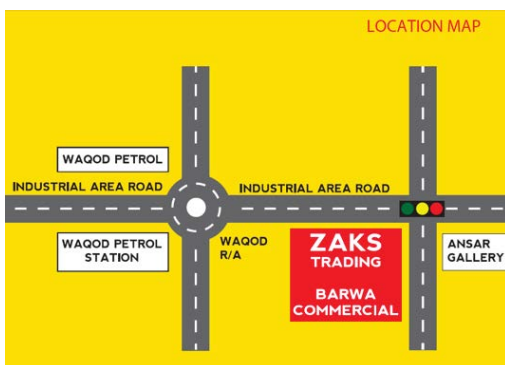 LOCATION MAP
WAQOD PETROL
INDUSTRIAL AREA ROAD
INDUSTRIAL AREA ROAD
WAQOD PETROL
STATION
WAQOD
R/A
ZAKS
TRADING
BARWA
COMMERCIAL
ANSAR
GALLERY